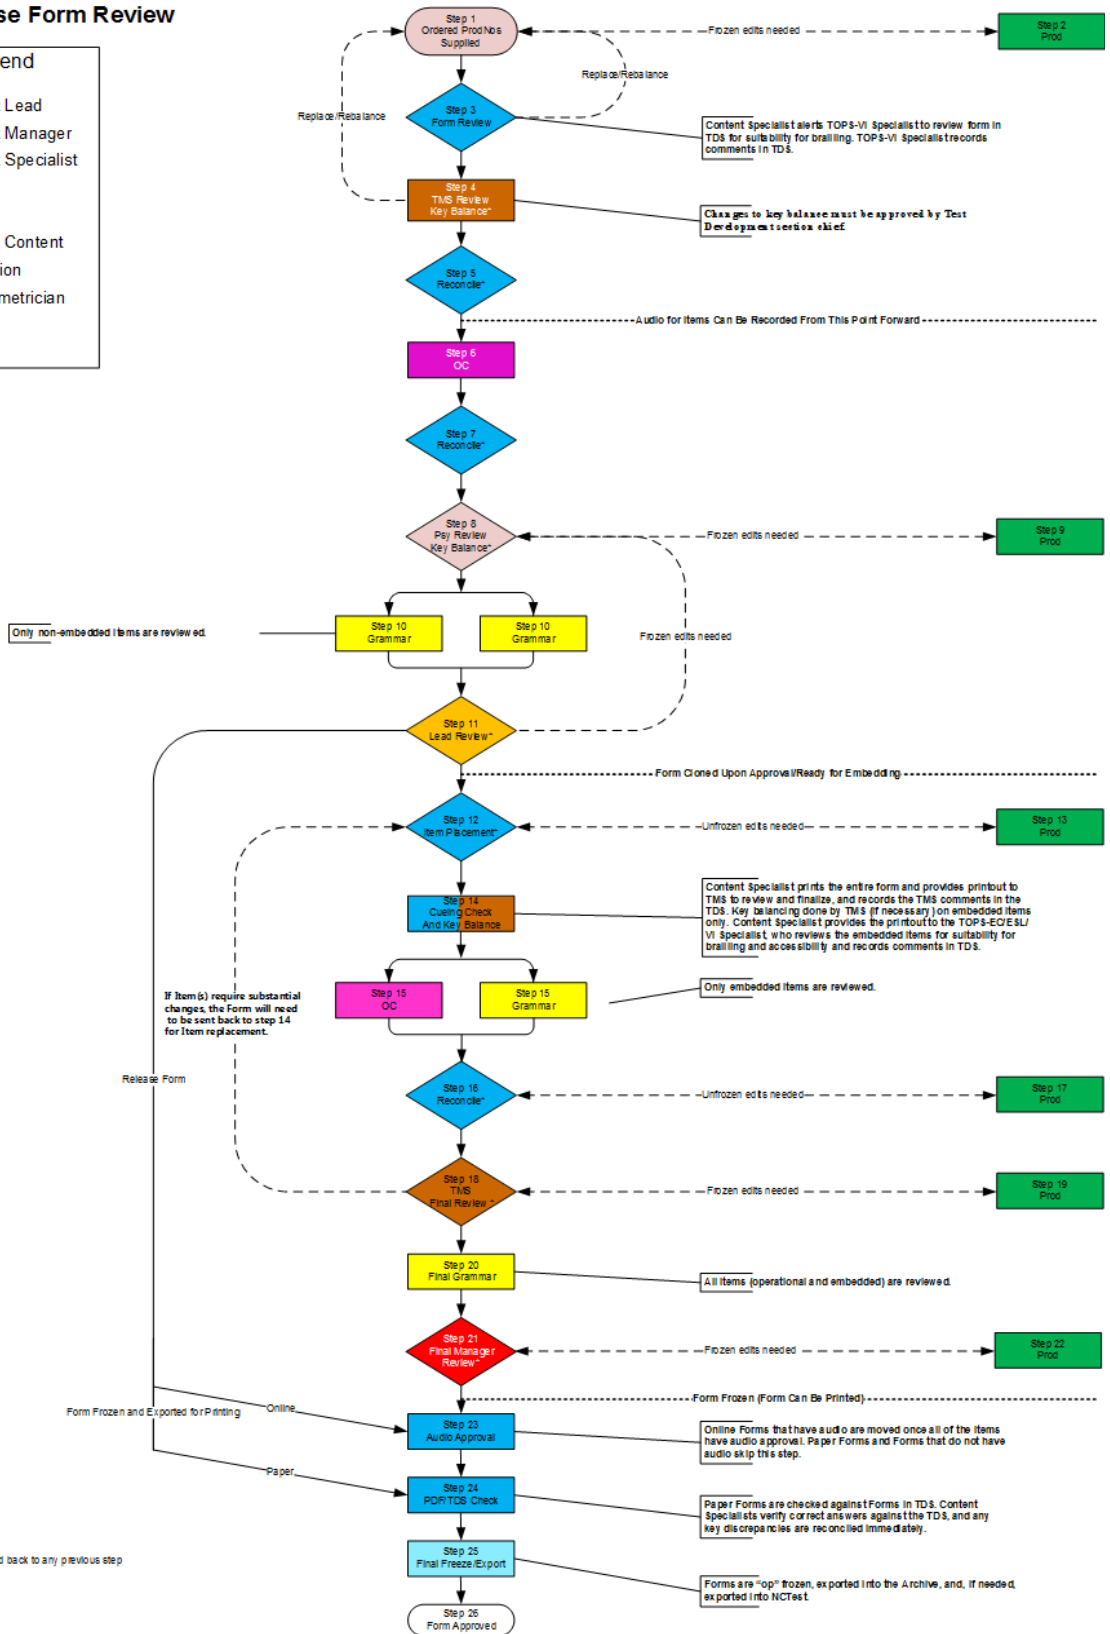 se Form Review
end
Lead
Manager
Specialist
Content
ion
metrician
Step 1
Ordered ProdNos
Supplied
Frozen edits needed
Step 2
Prod
Replace/Rebalance
Replace/Rebalance
Step 3
Form Review
Content Specialist alerts TOPS-VI Specialist to review form in
TDS for suitability for brailling. TOPS-VI Specialist records
comments in TDS.
Step 4
TMS Review
Key Balance*
Changes to key balance must be approved by Test
Development section chief.
Step 5
Reconcile*
Audio for Items Can Be Recorded From This Point Forward
Step 6
OC
Step 7
Reconcile*
Step 8
Psy Review
Key Balance*
Frozen edits needed
Step 9
Prod
Only non-embedded items are reviewed.
Step 10
Grammar
Step 10
Grammar
Frozen edits needed
Step 11
Lead Review*
Form Cloned Upon Approval/Ready for Embedding
Step 12
Item Placement*
Unfrozen edits needed
Step 13
Prod
Step 14
Cueing Check
And Key Balance
Content Specialist prints the entire form and provides printout to
TMS to review and finalize, and records the TMS comments in the
TDS. Key balancing done by TMS (if necessary) on embedded items
only. Content Specialist provides the printout to the TOPS-EC/ESL/
VI Specialist, who reviews the embedded items for suitability for
brailling and accessibility and records comments in TDS.
Step 15
OC
Step 15
Grammar
Only embedded items are reviewed.
If Item(s) require substantial
changes, the Form will need
to be sent back to step 14
for Item replacement.
Release Form
Step 16
Reconcile*
Unfrozen edits needed
Step 17
Prod
Step 18
TMS
Final Review *
Frozen edits needed
Step 19
Prod
Step 20
Final Grammar
All items (operational and embedded) are reviewed.
Step 21
Final Manager
Review*
Frozen edits needed
Step 22
Prod
Form Frozen (Form Can Be Printed)
Form Frozen and Exported for Printing
Online
Step 23
Audio Approval
Online Forms that have audio are moved once all of the items
have audio approval. Paper Forms and Forms that do not have
audio skip this step.
Paper
Step 24
PDF/TDS Check
Paper Forms are checked against Forms in TDS. Content
Specialists verify correct answers against the TDS, and any
key discrepancies are reconciled immediately.
Step 25
Final Freeze/Export
d back to any previous step
Forms are "op" frozen, exported into the Archive, and, if needed,
exported into NCTest.
Step 26
Form Approved